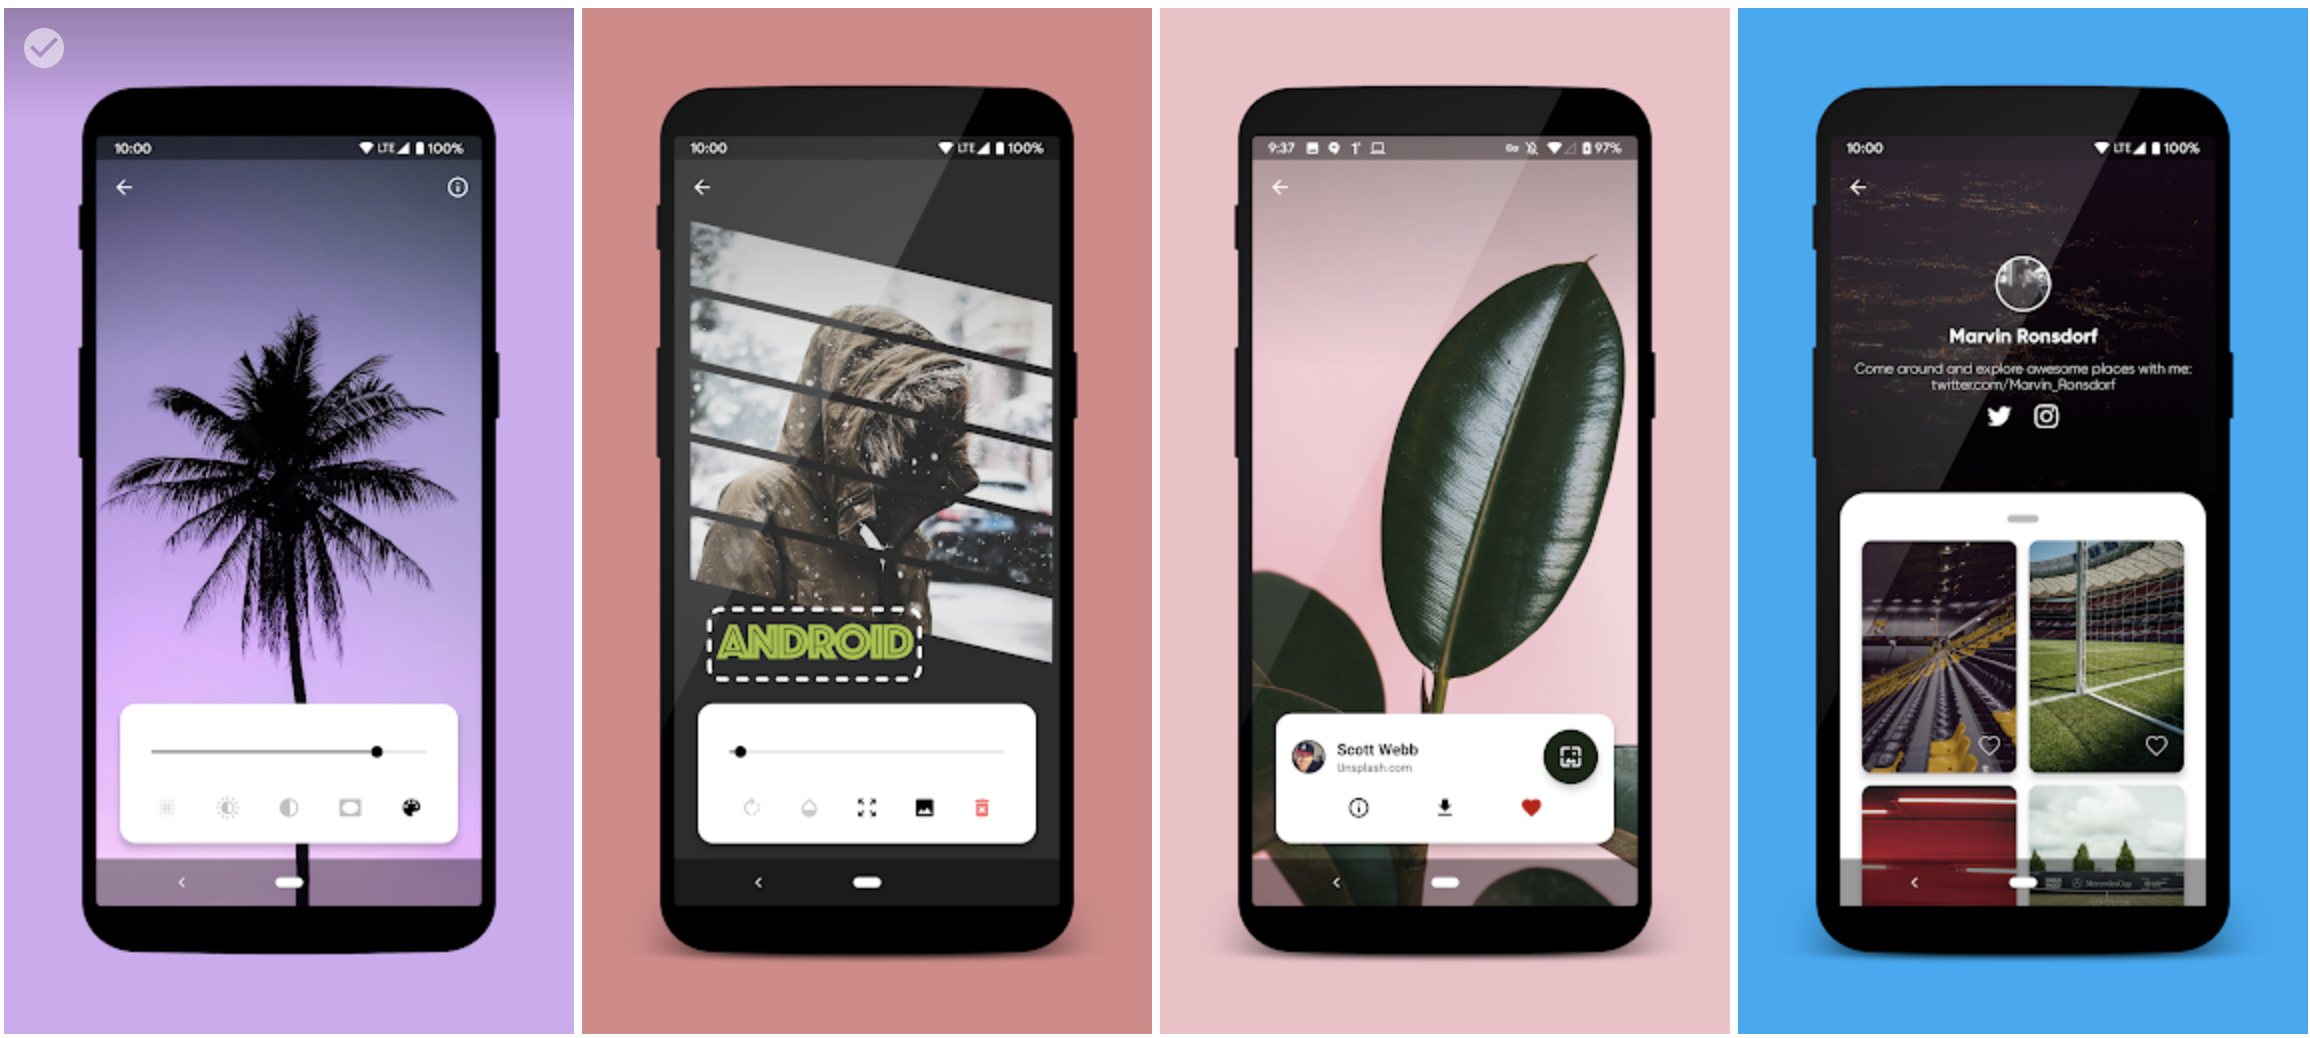 10:00
LTE
100%
10:00
LTE
100%
ANDROID
9:37
97%
Scott Webb
Unsplash.com
10:00
LTE
100%
Marvin Ronsdorf
Come around and explore awesome places with me:
twitter.com/Marvin_Ronsdorf
MercedesCup